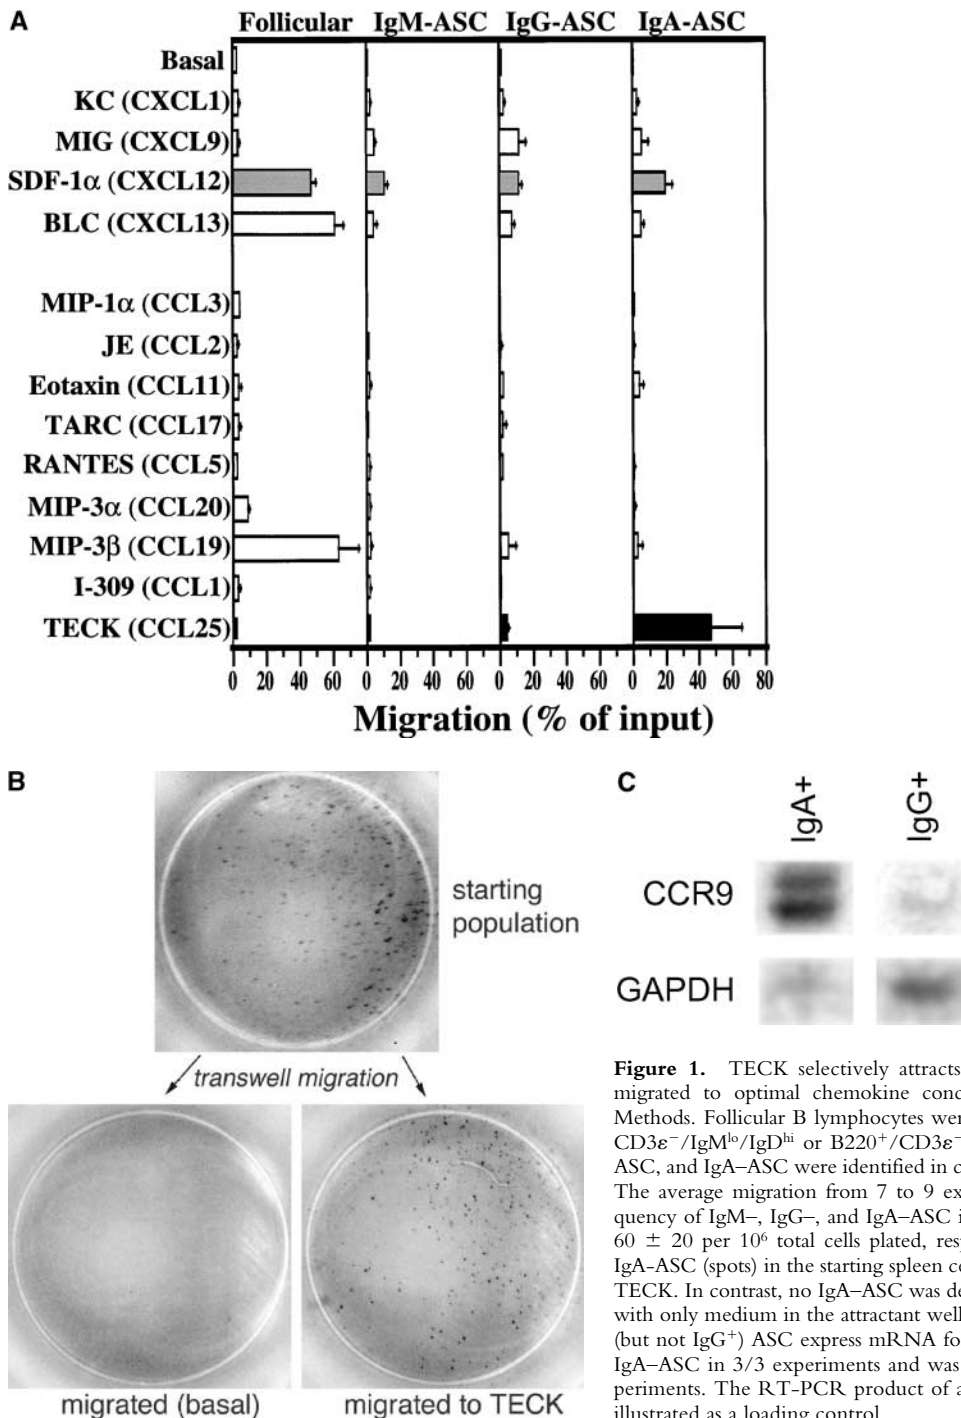 A
Follicular IgM-ASC IgG-ASC IgA-ASC
Basal
KC (CXCL1)
MIG (CXCL9)
SDF-1α (CXCL12)
BLC (CXCL13)
MIP-1α (CCL3)
JE (CCL2)
Eotaxin (CCL11)
TARC (CCL17)
RANTES (CCL5)
MIP-3α (CCL20)
MIP-3β (CCL19)
I-309 (CCL1)
TECK (CCL25)
0 20 40 60 0 20 40 60 0 20 40 60 0 20 40 60 80
Migration (% of input)
B
starting
population
transwell migration
migrated (basal)
migrated to TECK
C
IgA+
IgG+
CCR9
GAPDH
Figure 1. TECK selectively attracts
migrated to optimal chemokine conc
Methods. Follicular B lymphocytes wer
CD3ε⁻/IgMˡᵒ/IgDʰⁱ or B220⁺/CD3ε⁻
ASC, and IgA–ASC were identified in c
The average migration from 7 to 9 ex
quency of IgM–, IgG–, and IgA–ASC i
60 ± 20 per 10⁶ total cells plated, resp
IgA-ASC (spots) in the starting spleen c
TECK. In contrast, no IgA–ASC was de
with only medium in the attractant well
(but not IgG⁺) ASC express mRNA fo
IgA–ASC in 3/3 experiments and was
periments. The RT-PCR product of a
illustrated as a loading control